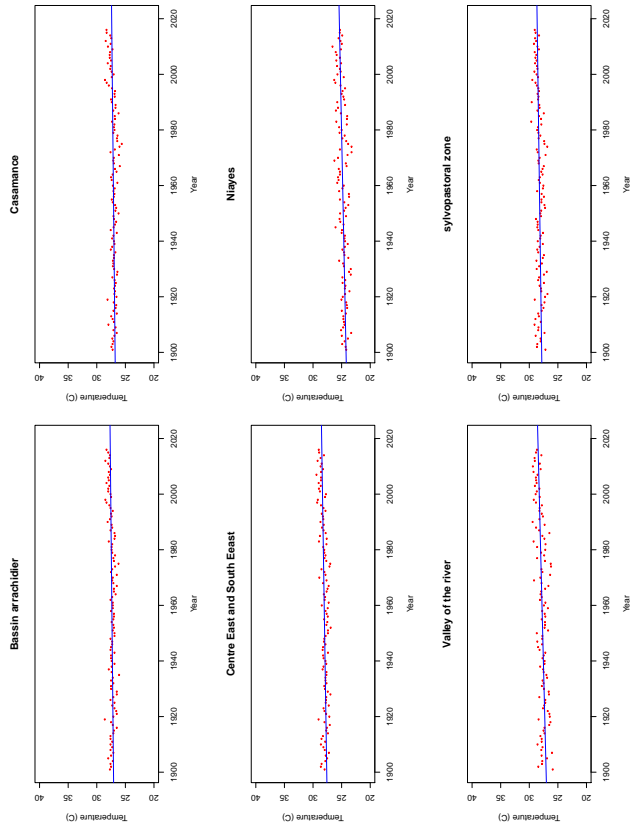 Bassin arrachidier
Temperature (C)
40
35
30
25
20
1900 1920 1940 1960 1980 2000 2020
Year
Casamance
Temperature (C)
40
35
30
25
20
1900 1920 1940 1960 1980 2000 2020
Year
Centre East and South Eeast
Temperature (C)
40
35
30
25
20
1900 1920 1940 1960 1980 2000 2020
Year
Niayes
Temperature (C)
40
35
30
25
20
1900 1920 1940 1960 1980 2000 2020
Year
Valley of the river
Temperature (C)
40
35
30
25
20
1900 1920 1940 1960 1980 2000 2020
Year
sylvopastoral zone
Temperature (C)
40
35
30
25
20
1900 1920 1940 1960 1980 2000 2020
Year